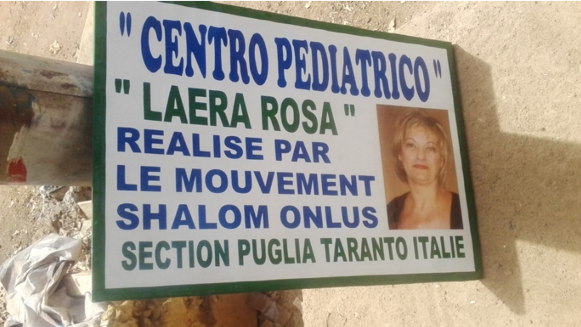 " CENTRO PEDIATRICO "
" LAERA ROSA "
REALISE PAR
LE MOUVEMENT
SHALOM ONLUS
SECTION PUGLIA TARANTO ITALIE